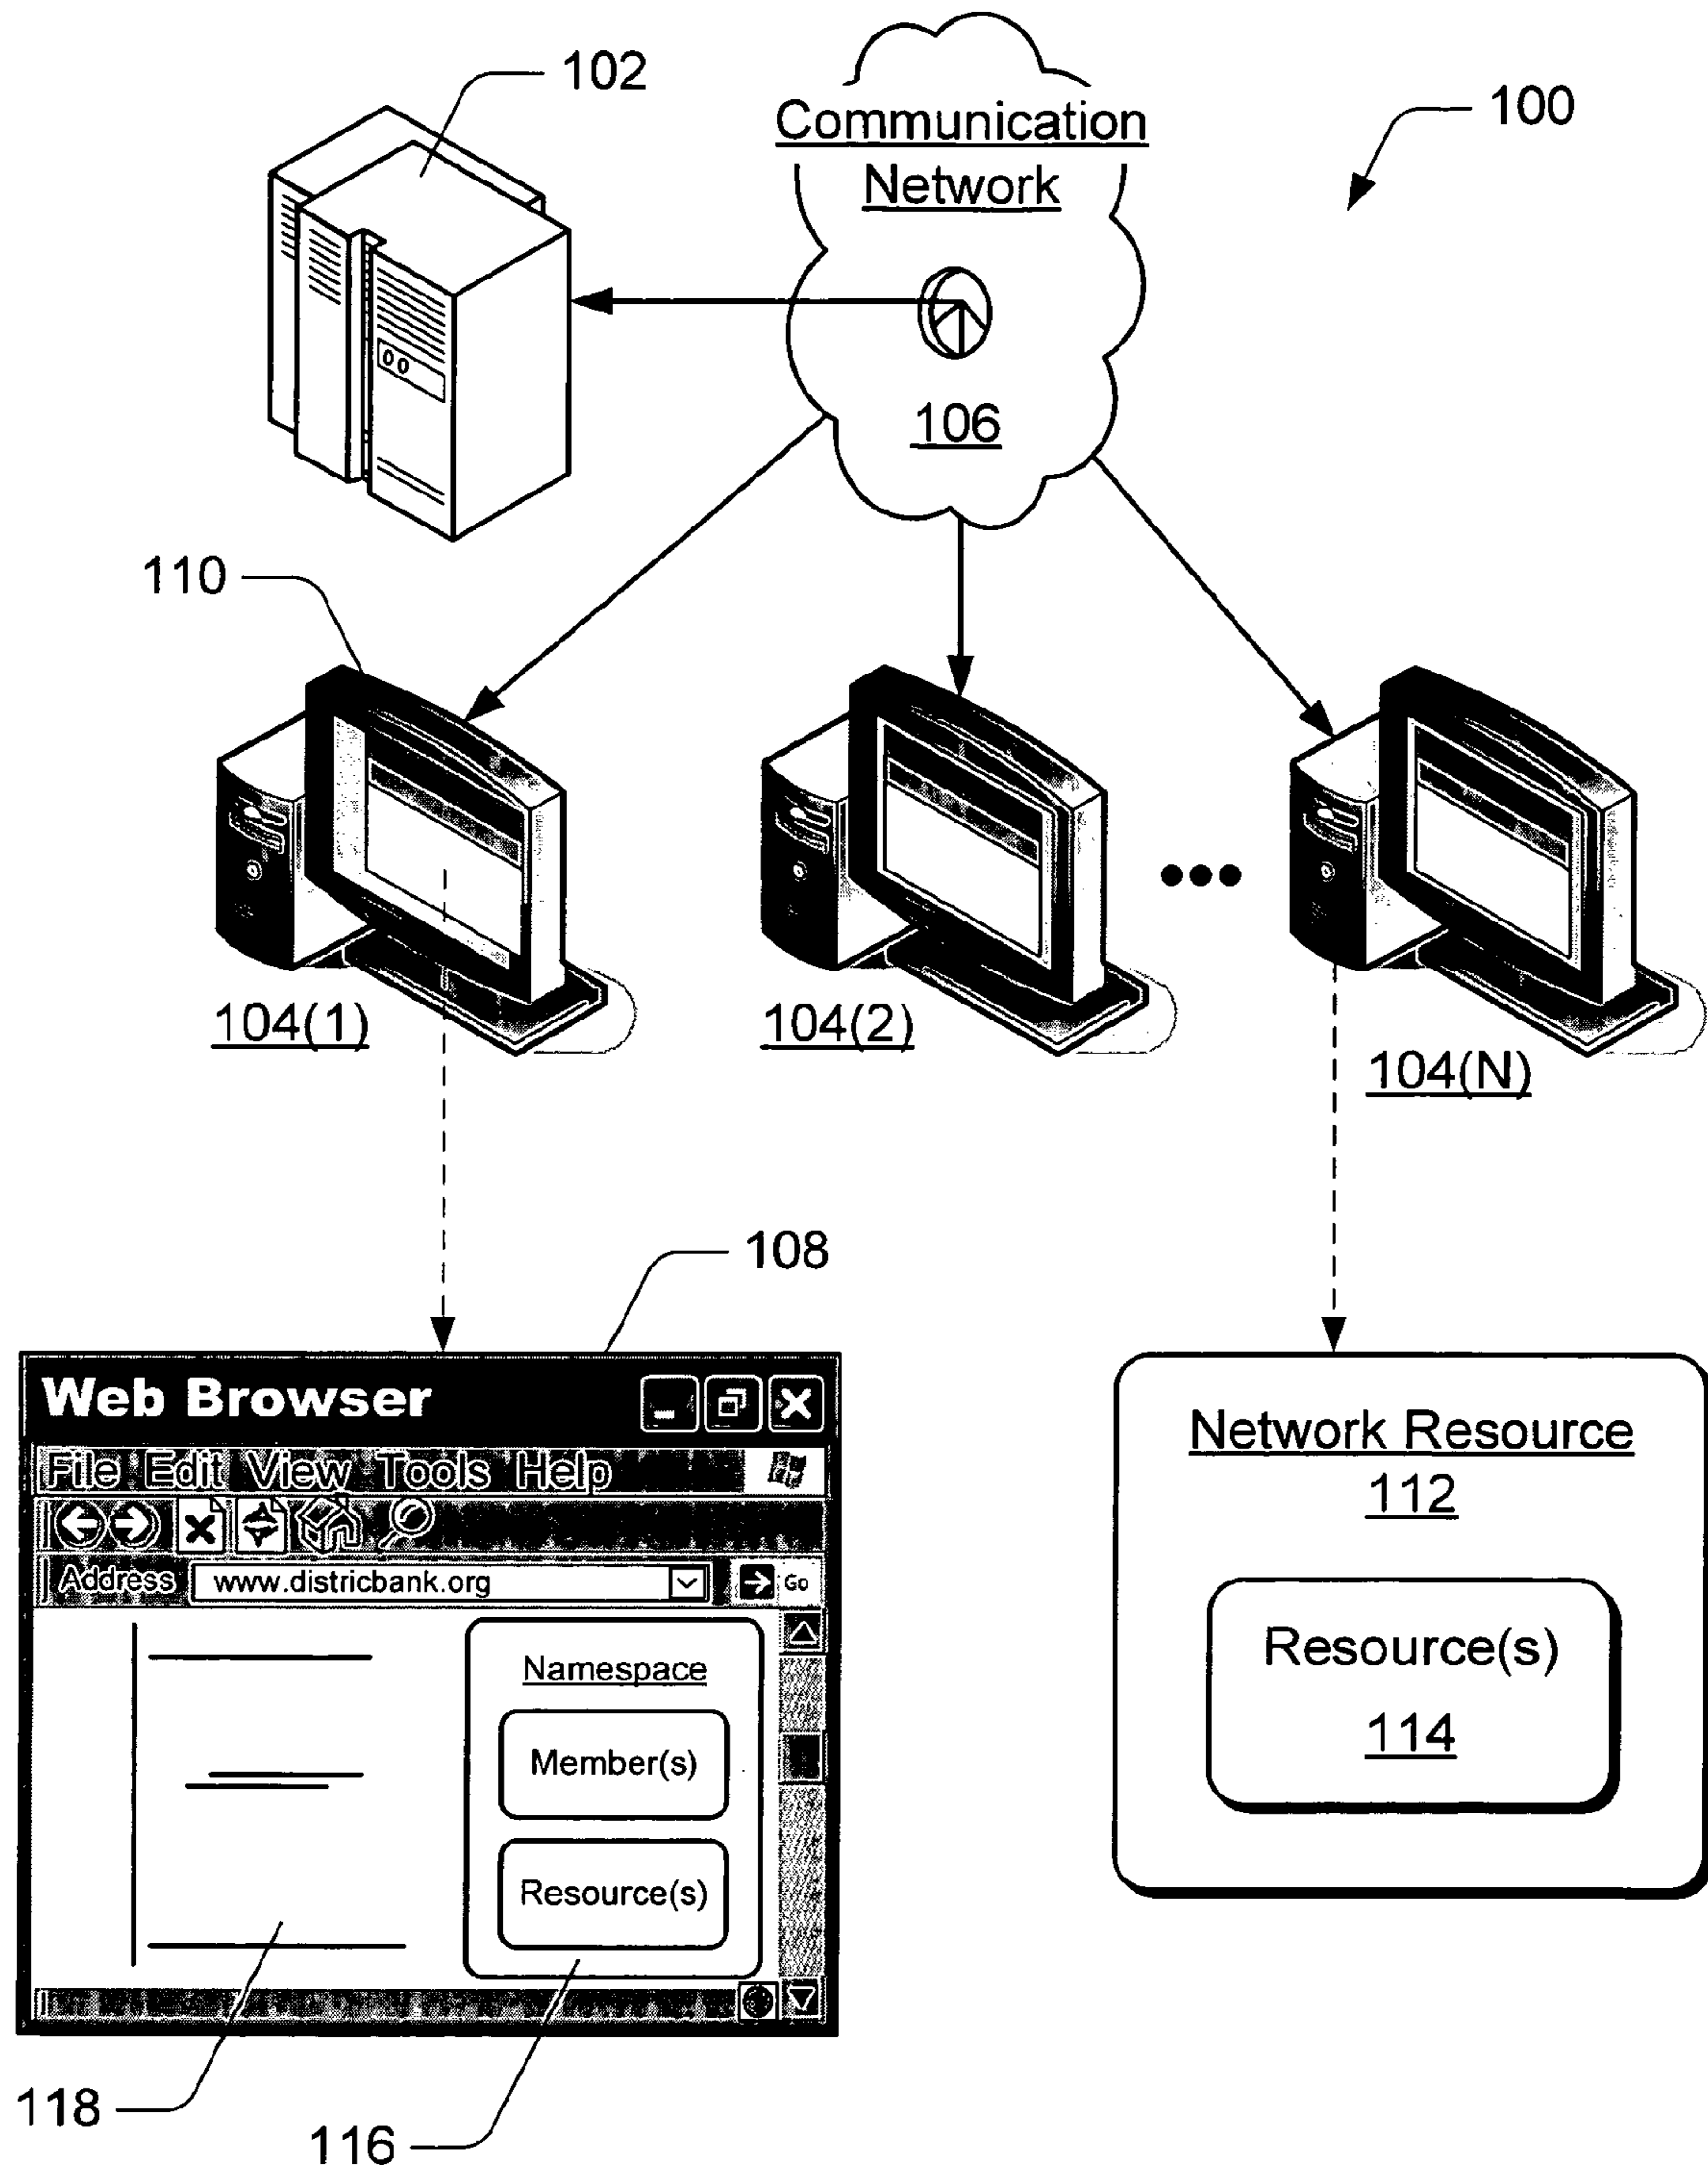 102
Communication
Network
100
106
110
104(1)
104(2)
104(N)
108
Web Browser
File Edit View Tools Help
Address www.districbank.org Go
Namespace
Member(s)
Resource(s)
Network Resource
112
Resource(s)
114
118
116